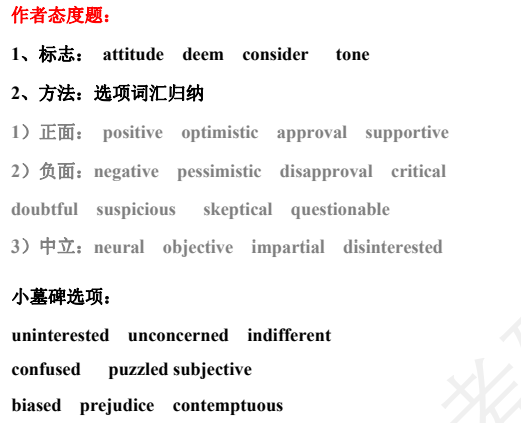 作者态度题：
1、标志： attitude deem consider tone
2、方法：选项词汇归纳
1）正面： positive optimistic approval supportive
2）负面：negative pessimistic disapproval critical
doubtful suspicious skeptical questionable
3）中立：neural objective impartial disinterested
小墓碑选项：
uninterested unconcerned indifferent
confused puzzled subjective
biased prejudice contemptuous
考